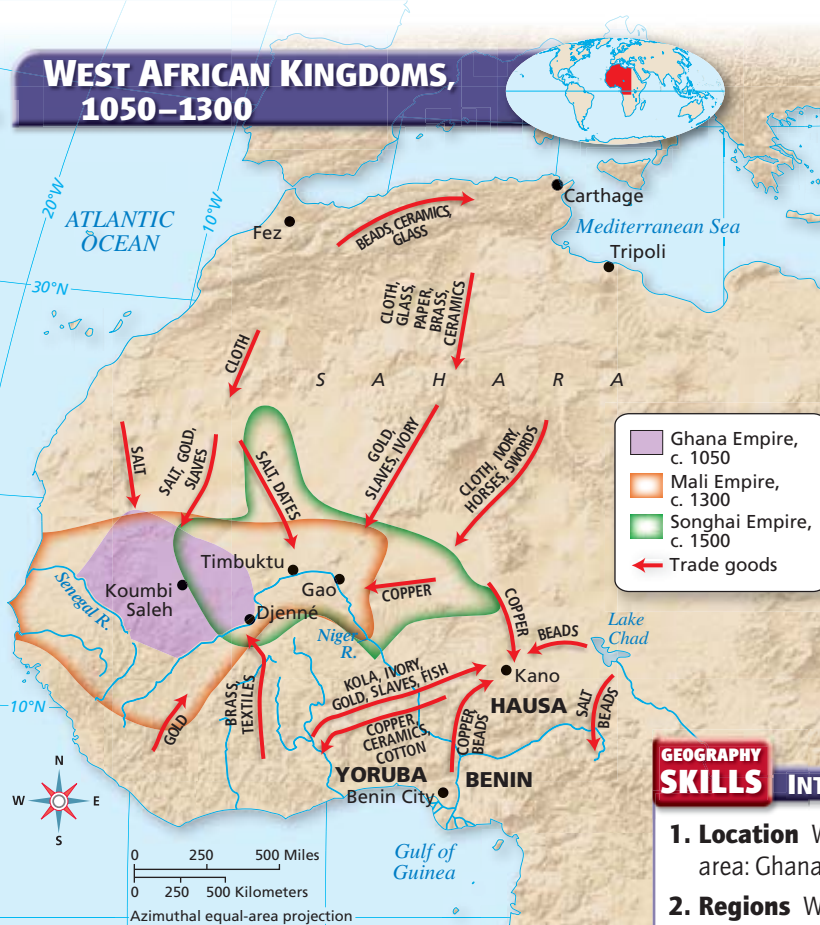 WEST AFRICAN KINGDOMS,
1050–1300
20°W
10°W
ATLANTIC
OCEAN
Fez
BEADS, CERAMICS,
GLASS
Carthage
Mediterranean Sea
Tripoli
30°N
CLOTH,
GLASS,
PAPER,
BRASS,
CERAMICS
CLOTH
SAHARA
SALT
SALT, GOLD,
SLAVES
SALT, DATES
GOLD,
SLAVES, IVORY
CLOTH, IVORY,
HORSES, SWORDS
Ghana Empire,
c. 1050
Mali Empire,
c. 1300
Songhai Empire,
c. 1500
Trade goods
Senegal R.
Koumbi
Saleh
Timbuktu
Gao
Djenné
COPPER
Niger
R.
COPPER
BEADS
Lake
Chad
Kano
HAUSA
KOLA, IVORY,
GOLD, SLAVES, FISH
COPPER,
CERAMICS,
COTTON
COPPER,
BEADS
SALT
BEADS
10°N
GOLD
BRASS,
TEXTILES
YORUBA
BENIN
Benin City
Gulf of
Guinea
N
W
E
S
0 250 500 Miles
0 250 500 Kilometers
Azimuthal equal-area projection
GEOGRAPHY
SKILLS INT
1. Location W
area: Ghana
2. Regions W